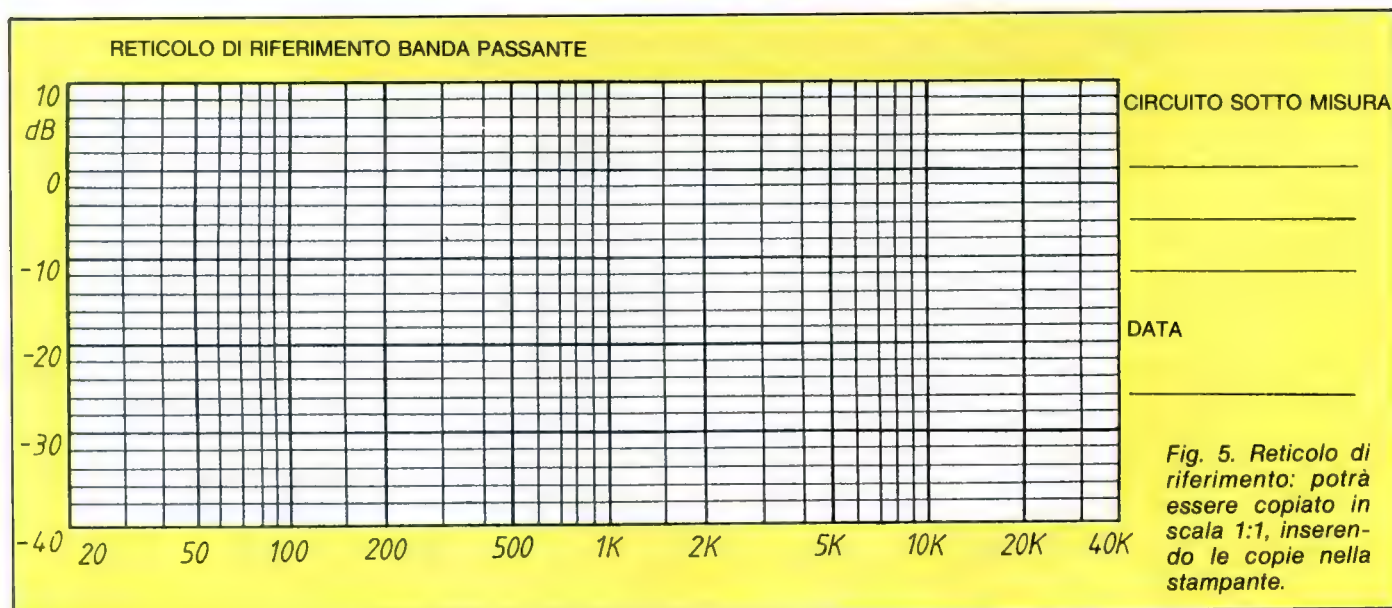 RETICOLO DI RIFERIMENTO BANDA PASSANTE
10
dB
0
-10
-20
-30
-40
20 50 100 200 500 1K 2K 5K 10K 20K 40K
CIRCUITO SOTTO MISURA
DATA
Fig. 5. Reticolo di
riferimento: potrà
essere copiato in
scala 1:1, inseren-
do le copie nella
stampante.